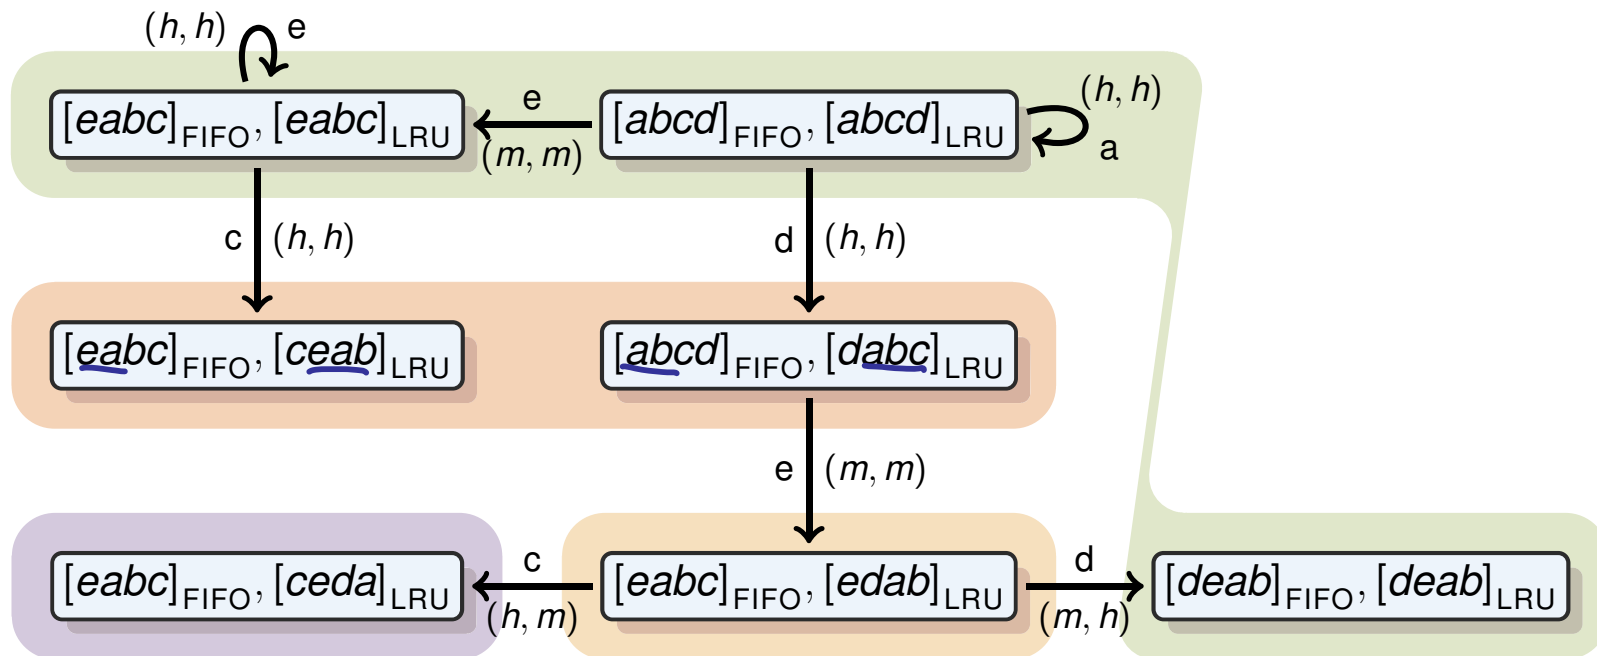 (h, h) e
(h, h)
[eabc]FIFO, [eabc]LRU e [abcd]FIFO, [abcd]LRU
(m, m) a
c (h, h) d (h, h)
[eabc]FIFO, [ceab]LRU [abcd]FIFO, [dabc]LRU
e (m, m)
c d
[eabc]FIFO, [ceda]LRU [eabc]FIFO, [edab]LRU [deab]FIFO, [deab]LRU
(h, m) (m, h)